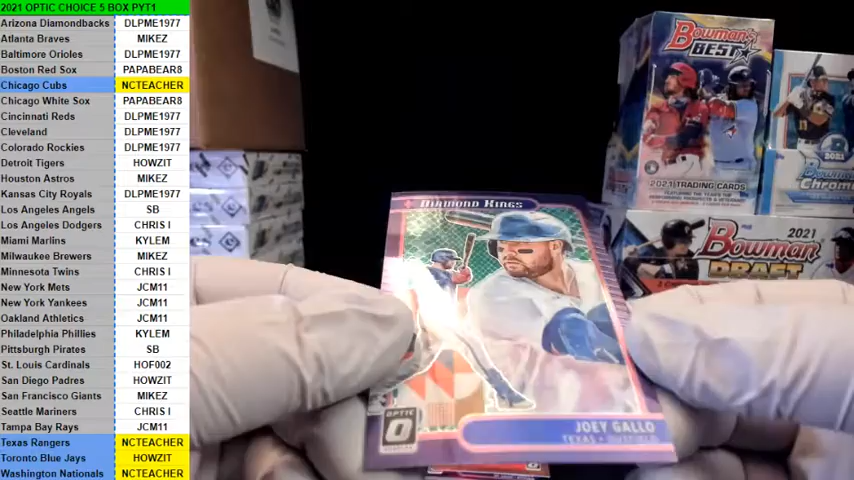 2021 OPTIC CHOICE 5 BOX PYT1
Arizona Diamondbacks DLPME1977
Atlanta Braves MIKEZ
Baltimore Orioles DLPME1977
Boston Red Sox PAPABEAR8
Chicago Cubs NCTEACHER
Chicago White Sox PAPABEAR8
Cincinnati Reds DLPME1977
Cleveland DLPME1977
Colorado Rockies DLPME1977
Detroit Tigers HOWZIT
Houston Astros MIKEZ
Kansas City Royals DLPME1977
Los Angeles Angels SB
Los Angeles Dodgers CHRIS I
Miami Marlins KYLEM
Milwaukee Brewers MIKEZ
Minnesota Twins CHRIS I
New York Mets JCM11
New York Yankees JCM11
Oakland Athletics JCM11
Philadelphia Phillies KYLEM
Pittsburgh Pirates SB
St. Louis Cardinals HOF002
San Diego Padres HOWZIT
San Francisco Giants MIKEZ
Seattle Mariners CHRIS I
Tampa Bay Rays JCM11
Texas Rangers NCTEACHER
Toronto Blue Jays HOWZIT
Washington Nationals NCTEACHER
Diamond Kings
OPTIC
JOEY GALLO
TEXAS • OUTFIELD
Bowman's
BEST
2021 TRADING CARDS
2021
Bowman
Chrome
2021
Bowman
DRAFT